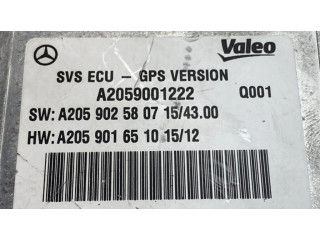 Valeo
SVS ECU – GPS VERSION
A2059001222 Q001
SW: A205 902 58 07 15/43.00
HW: A205 901 65 10 15/12